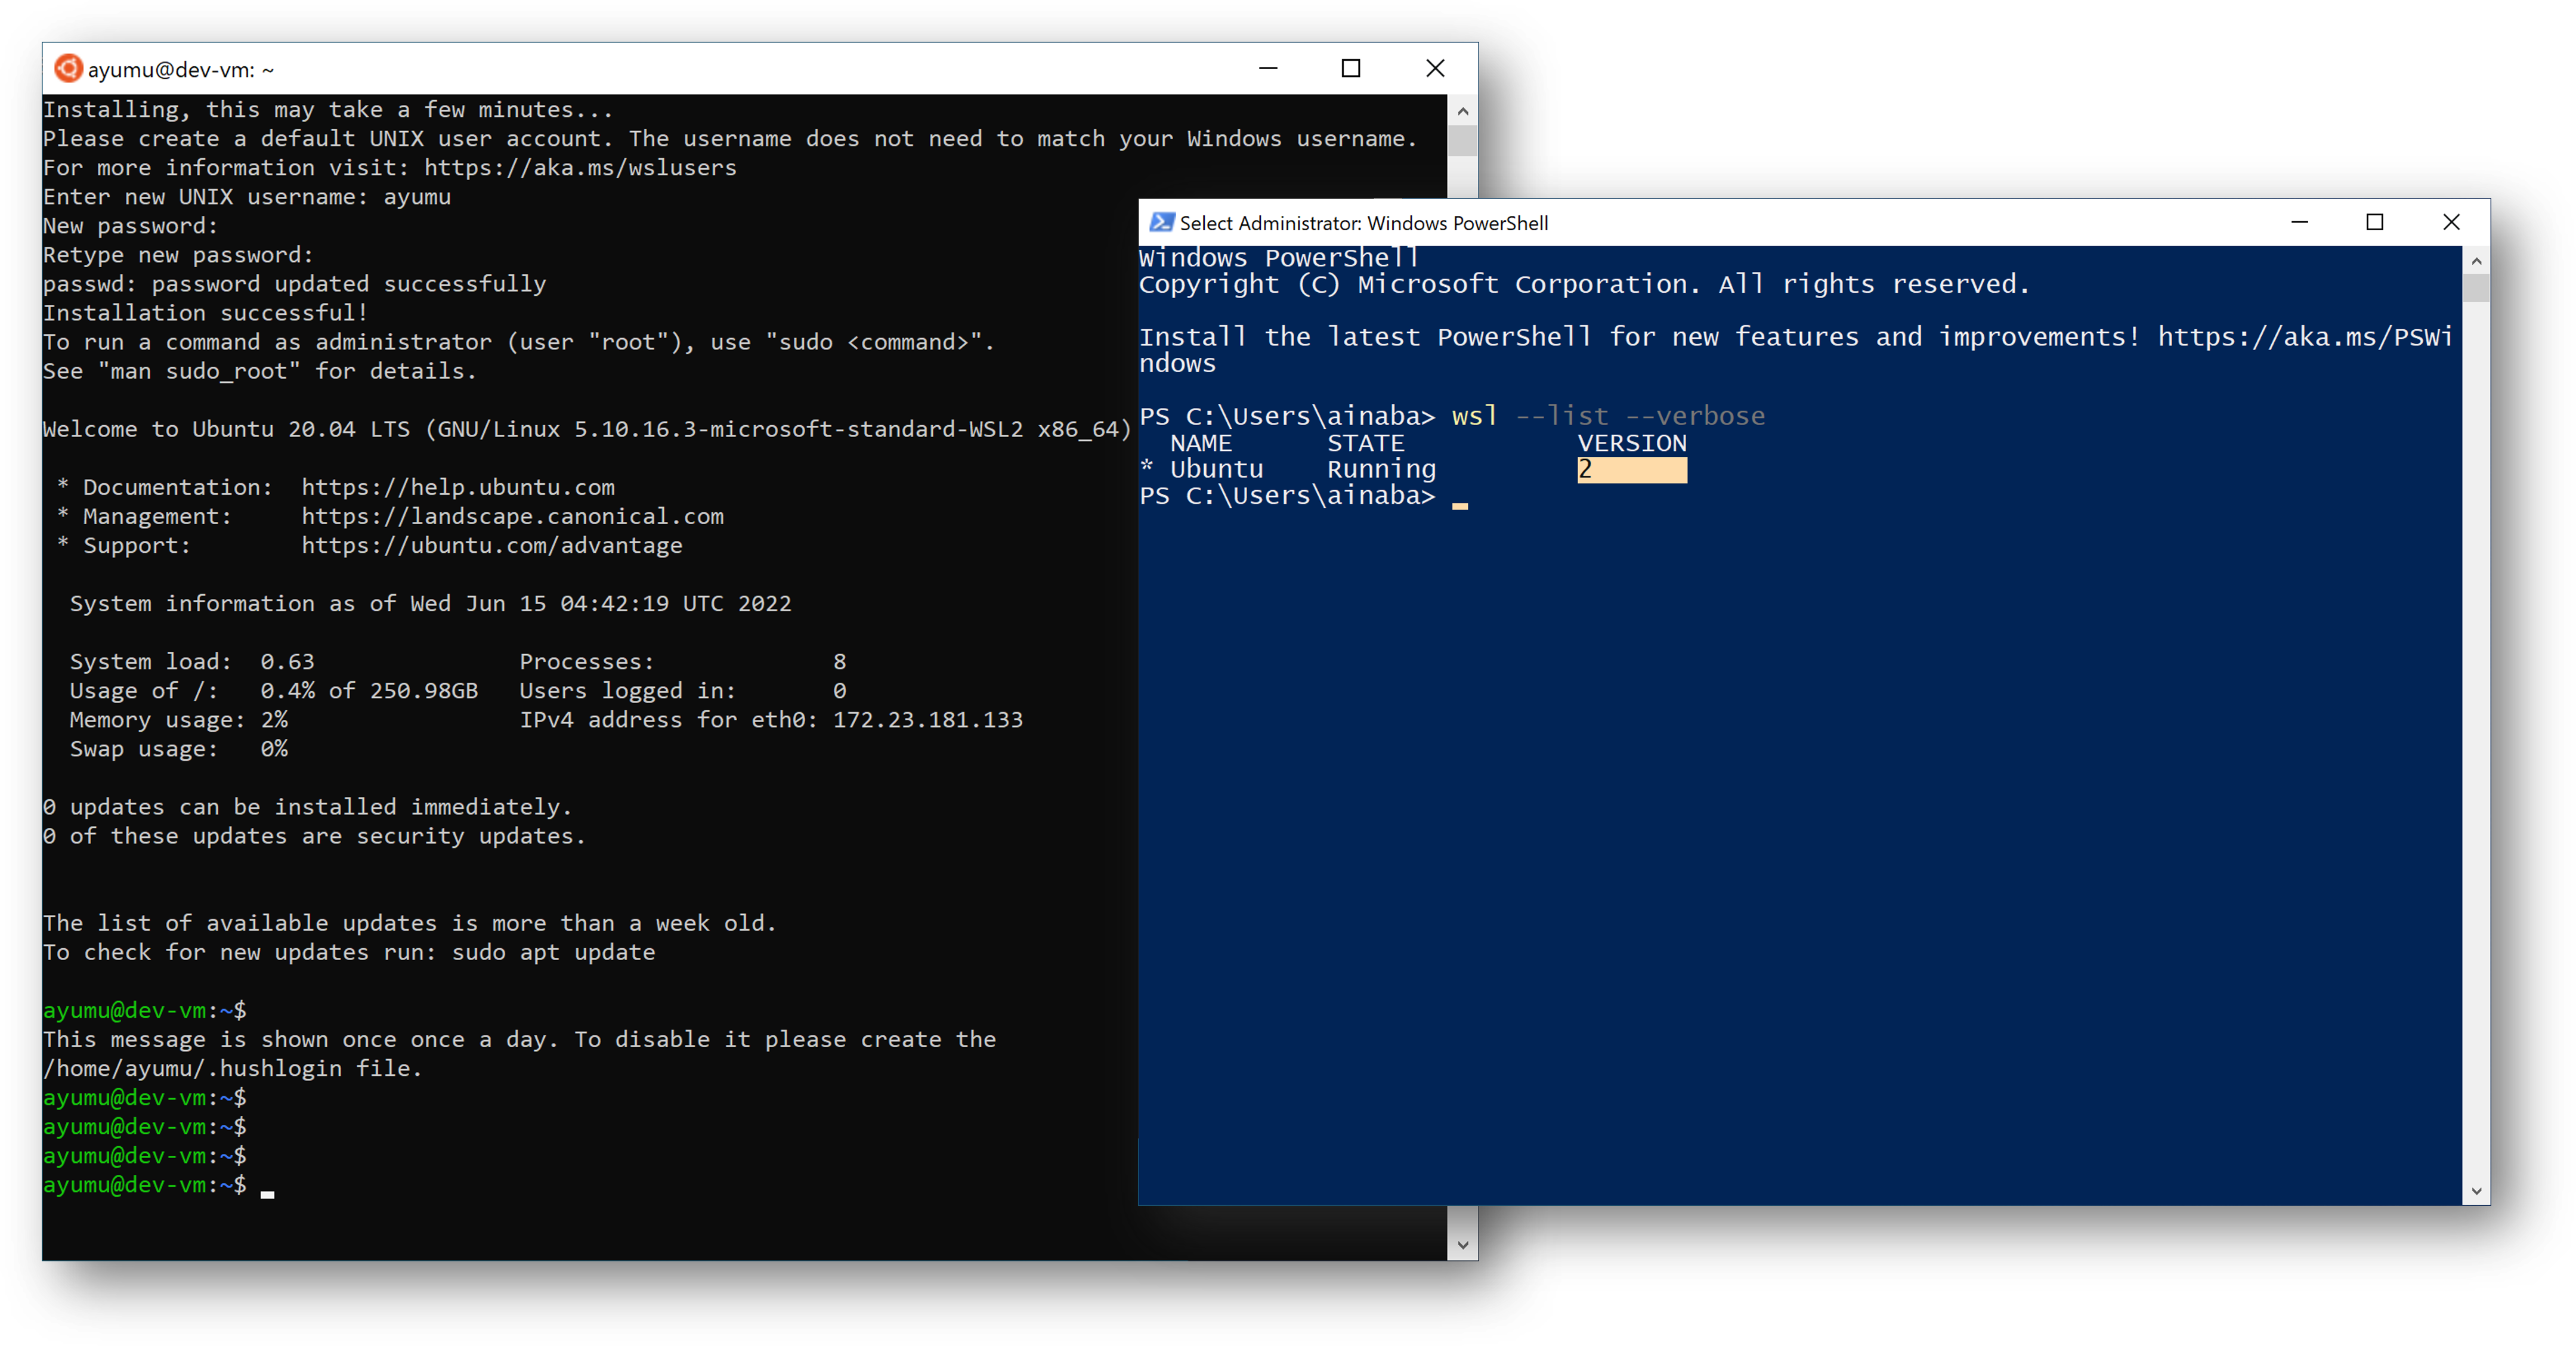 ayumu@dev-vm: ~
Installing, this may take a few minutes...
Please create a default UNIX user account. The username does not need to match your Windows username.
For more information visit: https://aka.ms/wslusers
Enter new UNIX username: ayumu
New password:
Retype new password:
passwd: password updated successfully
Installation successful!
To run a command as administrator (user "root"), use "sudo <command>".
See "man sudo_root" for details.
Welcome to Ubuntu 20.04 LTS (GNU/Linux 5.10.16.3-microsoft-standard-WSL2 x86_64)
* Documentation:  https://help.ubuntu.com
* Management:     https://landscape.canonical.com
* Support:        https://ubuntu.com/advantage
System information as of Wed Jun 15 04:42:19 UTC 2022
System load:  0.63               Processes:             8
Usage of /:   0.4% of 250.98GB   Users logged in:       0
Memory usage: 2%                 IPv4 address for eth0: 172.23.181.133
Swap usage:   0%
0 updates can be installed immediately.
0 of these updates are security updates.
The list of available updates is more than a week old.
To check for new updates run: sudo apt update
ayumu@dev-vm:~$
This message is shown once once a day. To disable it please create the
/home/ayumu/.hushlogin file.
ayumu@dev-vm:~$
ayumu@dev-vm:~$
ayumu@dev-vm:~$
ayumu@dev-vm:~$
Select Administrator: Windows PowerShell
Windows PowerShell
Copyright (C) Microsoft Corporation. All rights reserved.
Install the latest PowerShell for new features and improvements! https://aka.ms/PSWi
ndows
PS C:\Users\ainaba> wsl --list --verbose
NAME      STATE           VERSION
* Ubuntu    Running         2
PS C:\Users\ainaba>